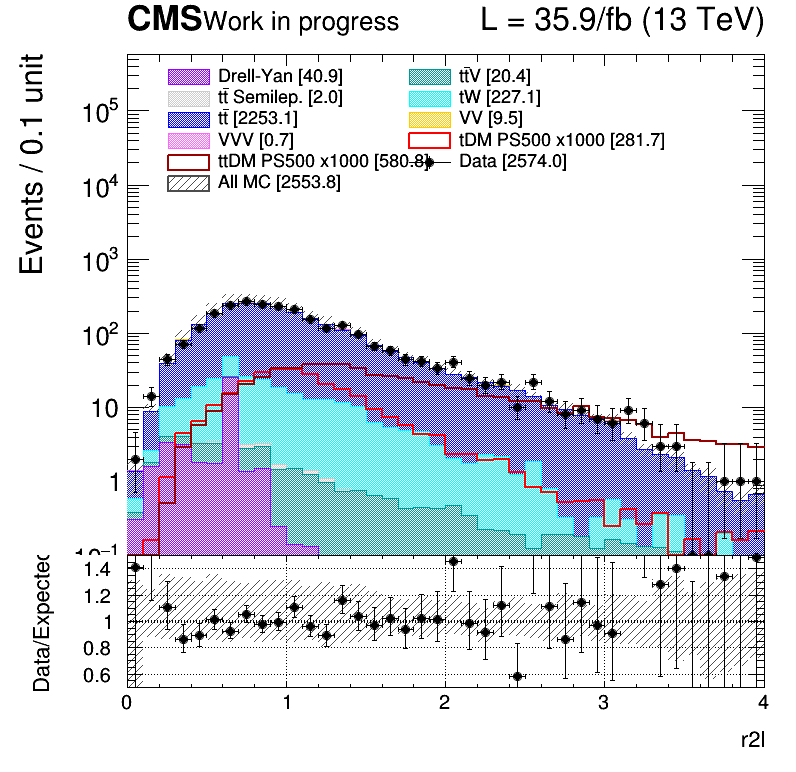 CMS Work in progress L = 35.9/fb (13 TeV)
Events / 0.1 unit
Drell-Yan [40.9] tt̄V [20.4]
tt̄ Semilep. [2.0] tW [227.1]
tt̄ [2253.1] VV [9.5]
VVV [0.7] tDM PS500 x1000 [281.7]
ttDM PS500 x1000 [580.8] Data [2574.0]
All MC [2553.8]
10⁵
10⁴
10³
10²
10
1
10⁻¹
Data/Expected
1.4
1.2
1
0.8
0.6
0 1 2 3 4
r2l